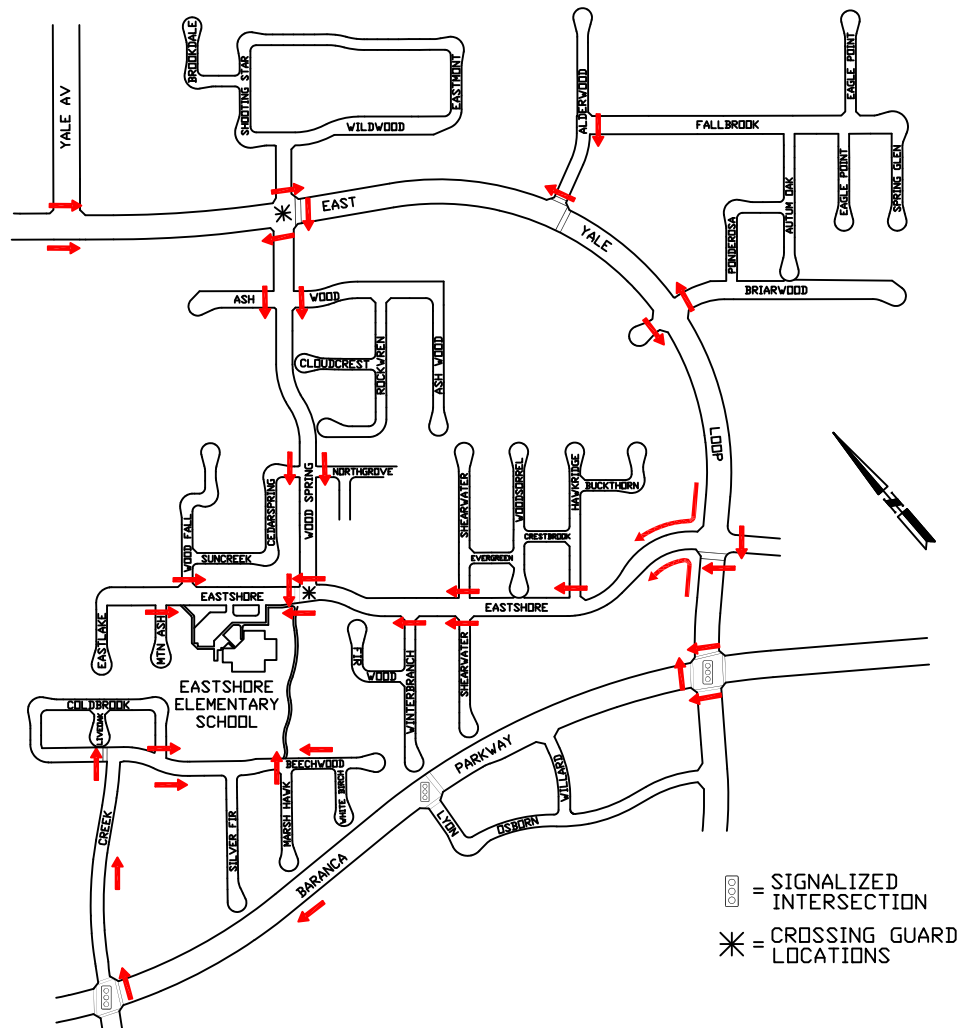 BROOKDALE
SHOOTING STAR
EASTMONT
WILDWOOD
YALE AV
ALDERWOOD
EAGLE POINT
FALLBROOK
EAGLE POINT
SPRING GLEN
AUTUM OAK
PONDEROSA
BRIARWOOD
EAST
YALE
LOOP
ASH
WOOD
CLOUDCREST
ROCKWREN
ASH WOOD
NORTHGROVE
WOOD SPRING
CEDARSPRING
WOOD FALL
SUNCREEK
SHEARWATER
WOODSORREL
HAWKRIDGE
BUCKTHORN
CRESTBROOK
EVERGREEN
EASTSHORE
EASTSHORE
EASTLAKE
MTN ASH
FIR
WOOD
WINTERBRANCH
SHEARWATER
EASTSHORE
ELEMENTARY
SCHOOL
COLDBROOK
LIVEOAK
BEECHWOOD
WHITE BIRCH
MARSH HAWK
SILVER FIR
CREEK
BARANCA
PARKWAY
WILLARD
LYON
OSBORN
N
= SIGNALIZED
INTERSECTION
= CROSSING GUARD
LOCATIONS